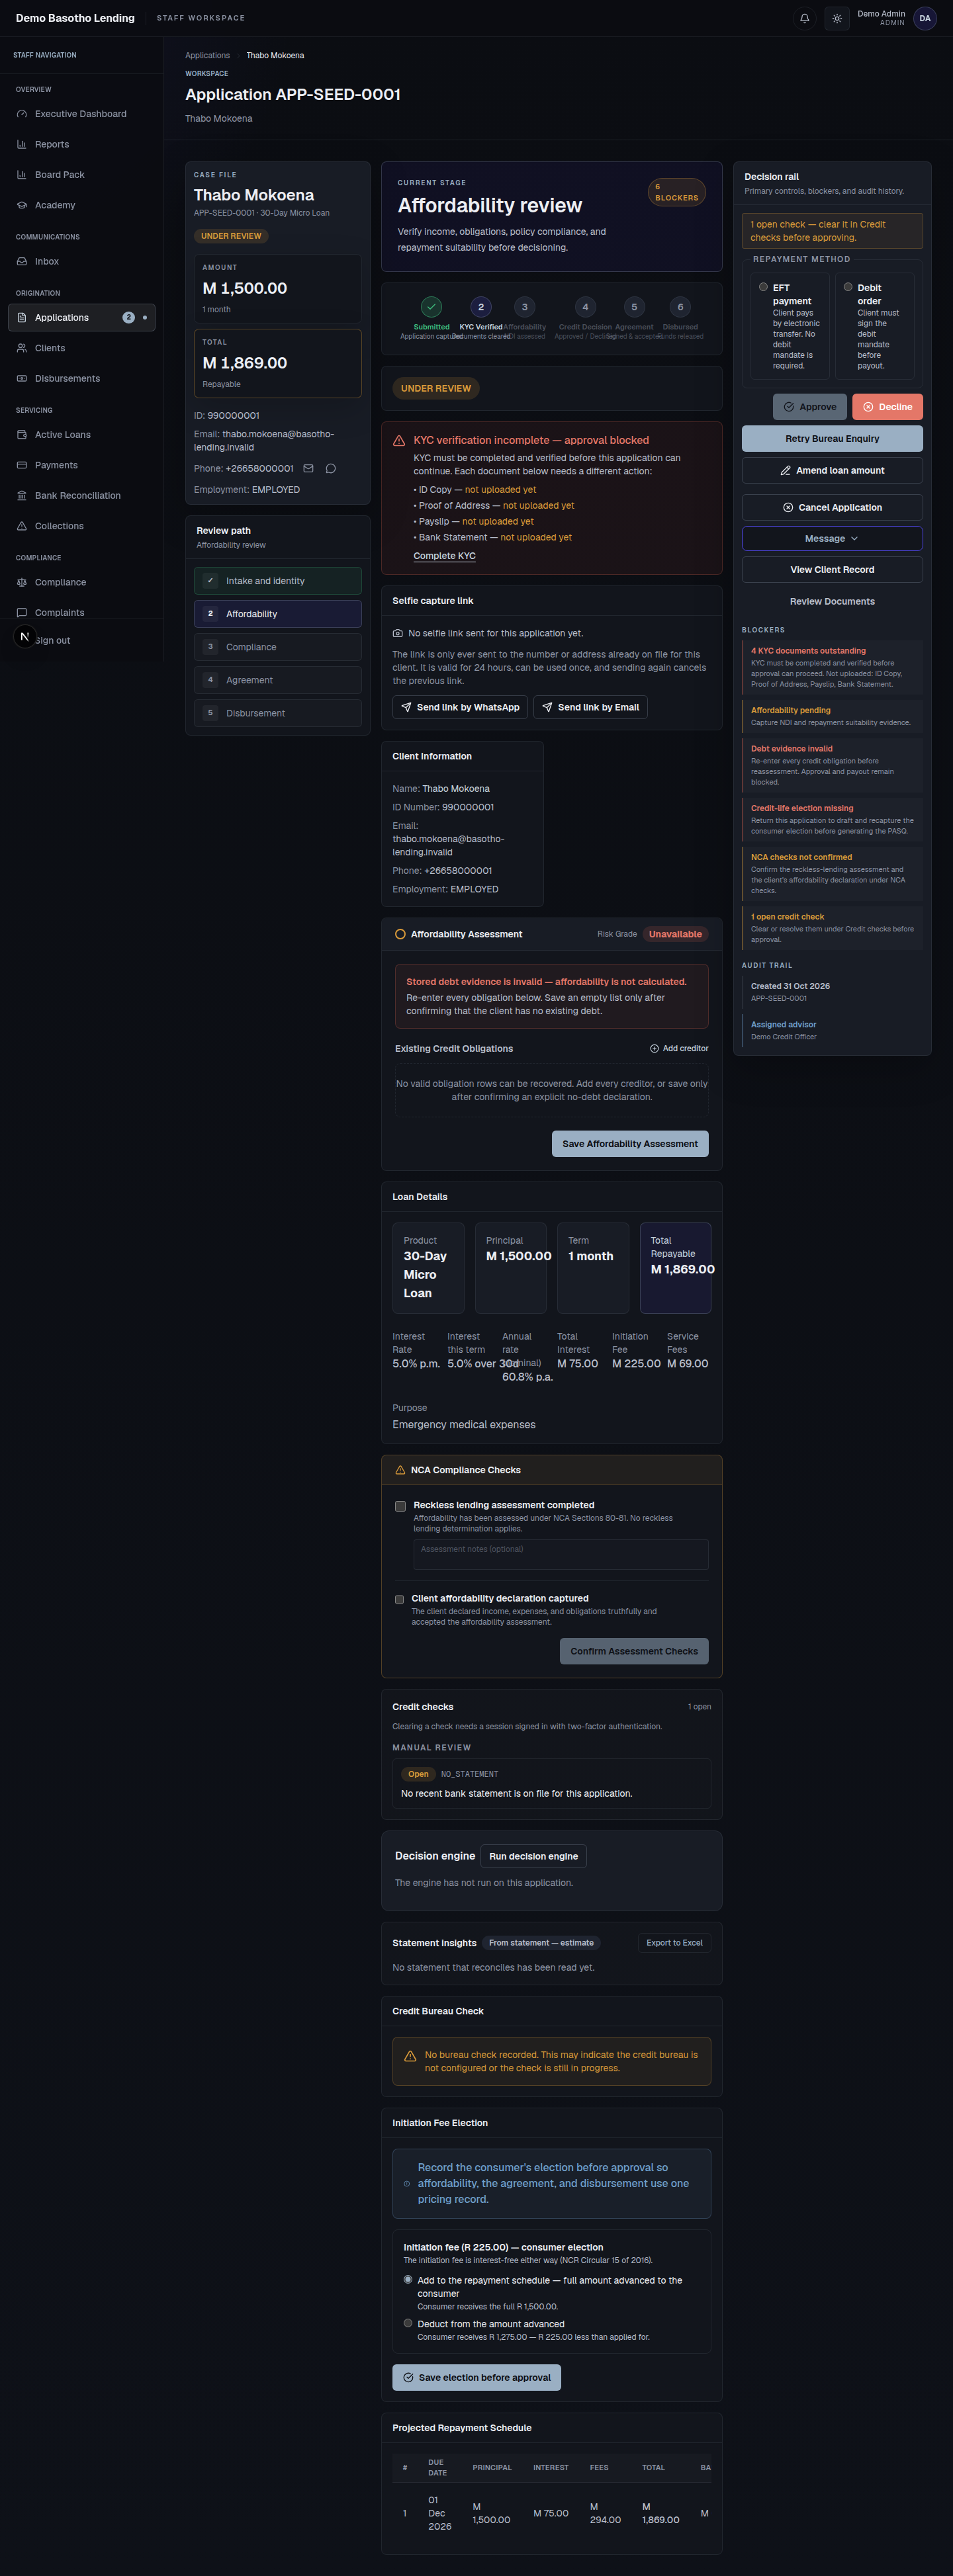 Demo Basotho Lending
STAFF WORKSPACE
Demo Admin
ADMIN
DA
STAFF NAVIGATION
OVERVIEW
Executive Dashboard
Reports
Board Pack
Academy
COMMUNICATIONS
Inbox
ORIGINATION
Applications 2
Clients
Disbursements
SERVICING
Active Loans
Payments
Bank Reconciliation
Collections
COMPLIANCE
Compliance
Complaints
N
Sign out
Applications Thabo Mokoena
WORKSPACE
Application APP-SEED-0001
Thabo Mokoena
CASE FILE
Thabo Mokoena
APP-SEED-0001 · 30-Day Micro Loan
UNDER REVIEW
AMOUNT
M 1,500.00
1 month
TOTAL
M 1,869.00
Repayable
ID: 990000001
Email: thabo.mokoena@basotho-
lending.invalid
Phone: +26658000001
Employment: EMPLOYED
Review path
Affordability review
✓ Intake and identity
2 Affordability
3 Compliance
4 Agreement
5 Disbursement
CURRENT STAGE
Affordability review
Verify income, obligations, policy compliance, and
repayment suitability before decisioning.
6
BLOCKERS
2 3 4 5 6
Submitted KYC Verified Affordability Credit Decision Agreement Disbursed
Application captured Documents cleared NDI assessed Approved / Declined Signed & accepted Funds released
UNDER REVIEW
KYC verification incomplete — approval blocked
KYC must be completed and verified before this application can
continue. Each document below needs a different action:
• ID Copy — not uploaded yet
• Proof of Address — not uploaded yet
• Payslip — not uploaded yet
• Bank Statement — not uploaded yet
Complete KYC
Selfie capture link
No selfie link sent for this application yet.
The link is only ever sent to the number or address already on file for this
client. It is valid for 24 hours, can be used once, and sending again cancels
the previous link.
Send link by WhatsApp
Send link by Email
Client Information
Name: Thabo Mokoena
ID Number: 990000001
Email:
thabo.mokoena@basotho-
lending.invalid
Phone: +26658000001
Employment: EMPLOYED
Affordability Assessment
Risk Grade Unavailable
Stored debt evidence is invalid — affordability is not calculated.
Re-enter every obligation below. Save an empty list only after
confirming that the client has no existing debt.
Existing Credit Obligations
Add creditor
No valid obligation rows can be recovered. Add every creditor, or save only
after confirming an explicit no-debt declaration.
Save Affordability Assessment
Loan Details
Product
30-Day
Micro
Loan
Principal
M 1,500.00
Term
1 month
Total
Repayable
M 1,869.00
Interest
Rate
5.0% p.m.
Interest
this term
5.0% over 30d
Annual
rate
(nominal)
60.8% p.a.
Total
Interest
M 75.00
Initiation
Fee
M 225.00
Service
Fees
M 69.00
Purpose
Emergency medical expenses
NCA Compliance Checks
Reckless lending assessment completed
Affordability has been assessed under NCA Sections 80-81. No reckless
lending determination applies.
Assessment notes (optional)
Client affordability declaration captured
The client declared income, expenses, and obligations truthfully and
accepted the affordability assessment.
Confirm Assessment Checks
Credit checks
1 open
Clearing a check needs a session signed in with two-factor authentication.
MANUAL REVIEW
Open NO_STATEMENT
No recent bank statement is on file for this application.
Decision engine
Run decision engine
The engine has not run on this application.
Statement insights
From statement — estimate
Export to Excel
No statement that reconciles has been read yet.
Credit Bureau Check
No bureau check recorded. This may indicate the credit bureau is
not configured or the check is still in progress.
Initiation Fee Election
Record the consumer's election before approval so
affordability, the agreement, and disbursement use one
pricing record.
Initiation fee (R 225.00) — consumer election
The initiation fee is interest-free either way (NCR Circular 15 of 2016).
Add to the repayment schedule — full amount advanced to the
consumer
Consumer receives the full R 1,500.00.
Deduct from the amount advanced
Consumer receives R 1,275.00 — R 225.00 less than applied for.
Save election before approval
Projected Repayment Schedule
# DUE DATE PRINCIPAL INTEREST FEES TOTAL BA
1 01 Dec 2026 M 1,500.00 M 75.00 M 294.00 M 1,869.00 M
Decision rail
Primary controls, blockers, and audit history.
1 open check — clear it in Credit
checks before approving.
REPAYMENT METHOD
EFT
payment
Client pays
by electronic
transfer. No
debit
mandate is
required.
Debit
order
Client must
sign the
debit
mandate
before
payout.
Approve
Decline
Retry Bureau Enquiry
Amend loan amount
Cancel Application
Message
View Client Record
Review Documents
BLOCKERS
4 KYC documents outstanding
KYC must be completed and verified before
approval can proceed. Not uploaded: ID Copy,
Proof of Address, Payslip, Bank Statement.
Affordability pending
Capture NDI and repayment suitability evidence.
Debt evidence invalid
Re-enter every credit obligation before
reassessment. Approval and payout remain
blocked.
Credit-life election missing
Return this application to draft and recapture the
consumer election before generating the PASQ.
NCA checks not confirmed
Confirm the reckless-lending assessment and
the client's affordability declaration under NCA
checks.
1 open credit check
Clear or resolve them under Credit checks before
approval.
AUDIT TRAIL
Created 31 Oct 2026
APP-SEED-0001
Assigned advisor
Demo Credit Officer